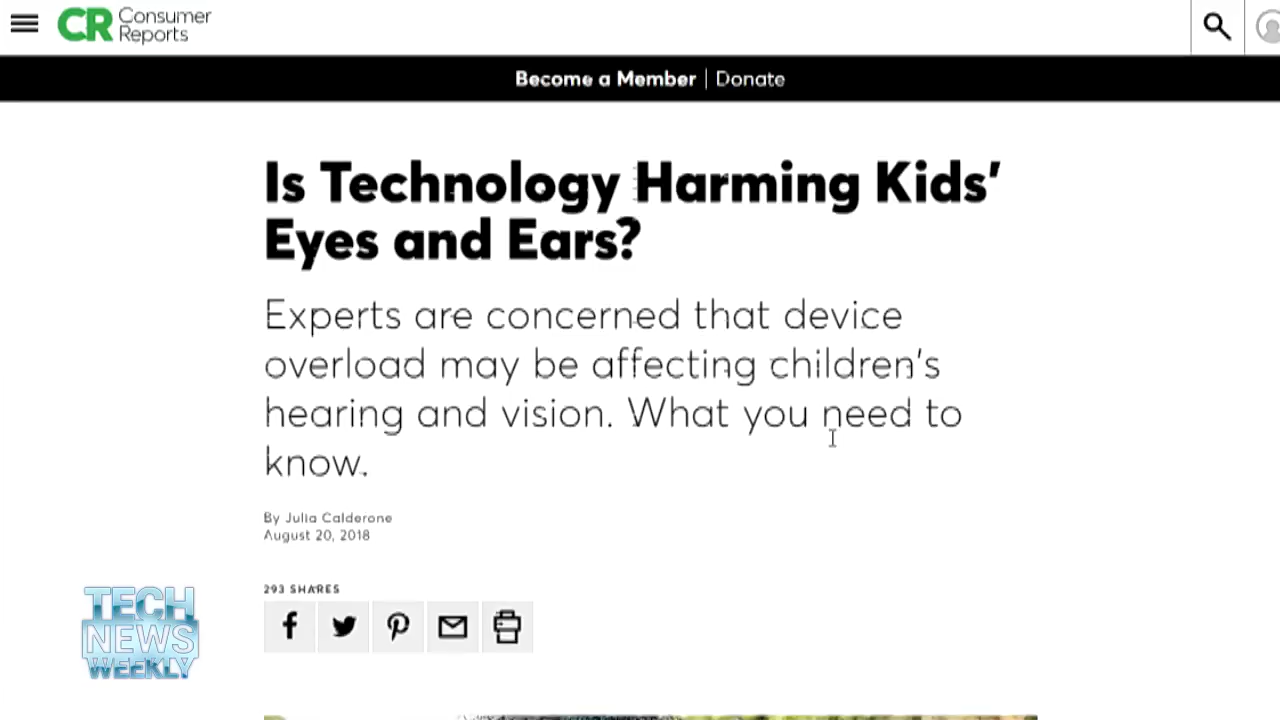 CR Consumer
Reports
Become a Member | Donate
Is Technology Harming Kids'
Eyes and Ears?
Experts are concerned that device
overload may be affecting children's
hearing and vision. What you need to
know.
By Julia Calderone
August 20, 2018
293 SHARES
TECH
NEWS
WEEKLY